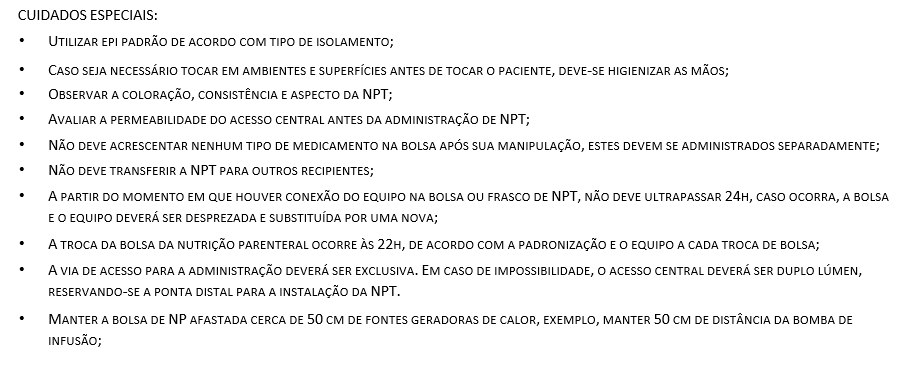 CUIDADOS ESPECIAIS:
• Utilizar EPI padrão de acordo com tipo de isolamento;
• Caso seja necessário tocar em ambientes e superfícies antes de tocar o paciente, deve-se higienizar as mãos;
• Observar a coloração, consistência e aspecto da NPT;
• Avaliar a permeabilidade do acesso central antes da administração de NPT;
• Não deve acrescentar nenhum tipo de medicamento na bolsa após sua manipulação, estes devem se administrados separadamente;
• Não deve transferir a NPT para outros recipientes;
• A partir do momento em que houver conexão do equipo na bolsa ou frasco de NPT, não deve ultrapassar 24h, caso ocorra, a bolsa
e o equipo deverá ser desprezada e substituída por uma nova;
• A troca da bolsa da nutrição parenteral ocorre às 22h, de acordo com a padronização e o equipo a cada troca de bolsa;
• A via de acesso para a administração deverá ser exclusiva. Em caso de impossibilidade, o acesso central deverá ser duplo lúmen,
reservando-se a ponta distal para a instalação da NPT.
• Manter a bolsa de NP afastada cerca de 50 cm de fontes geradoras de calor, exemplo, manter 50 cm de distância da bomba de
infusão;